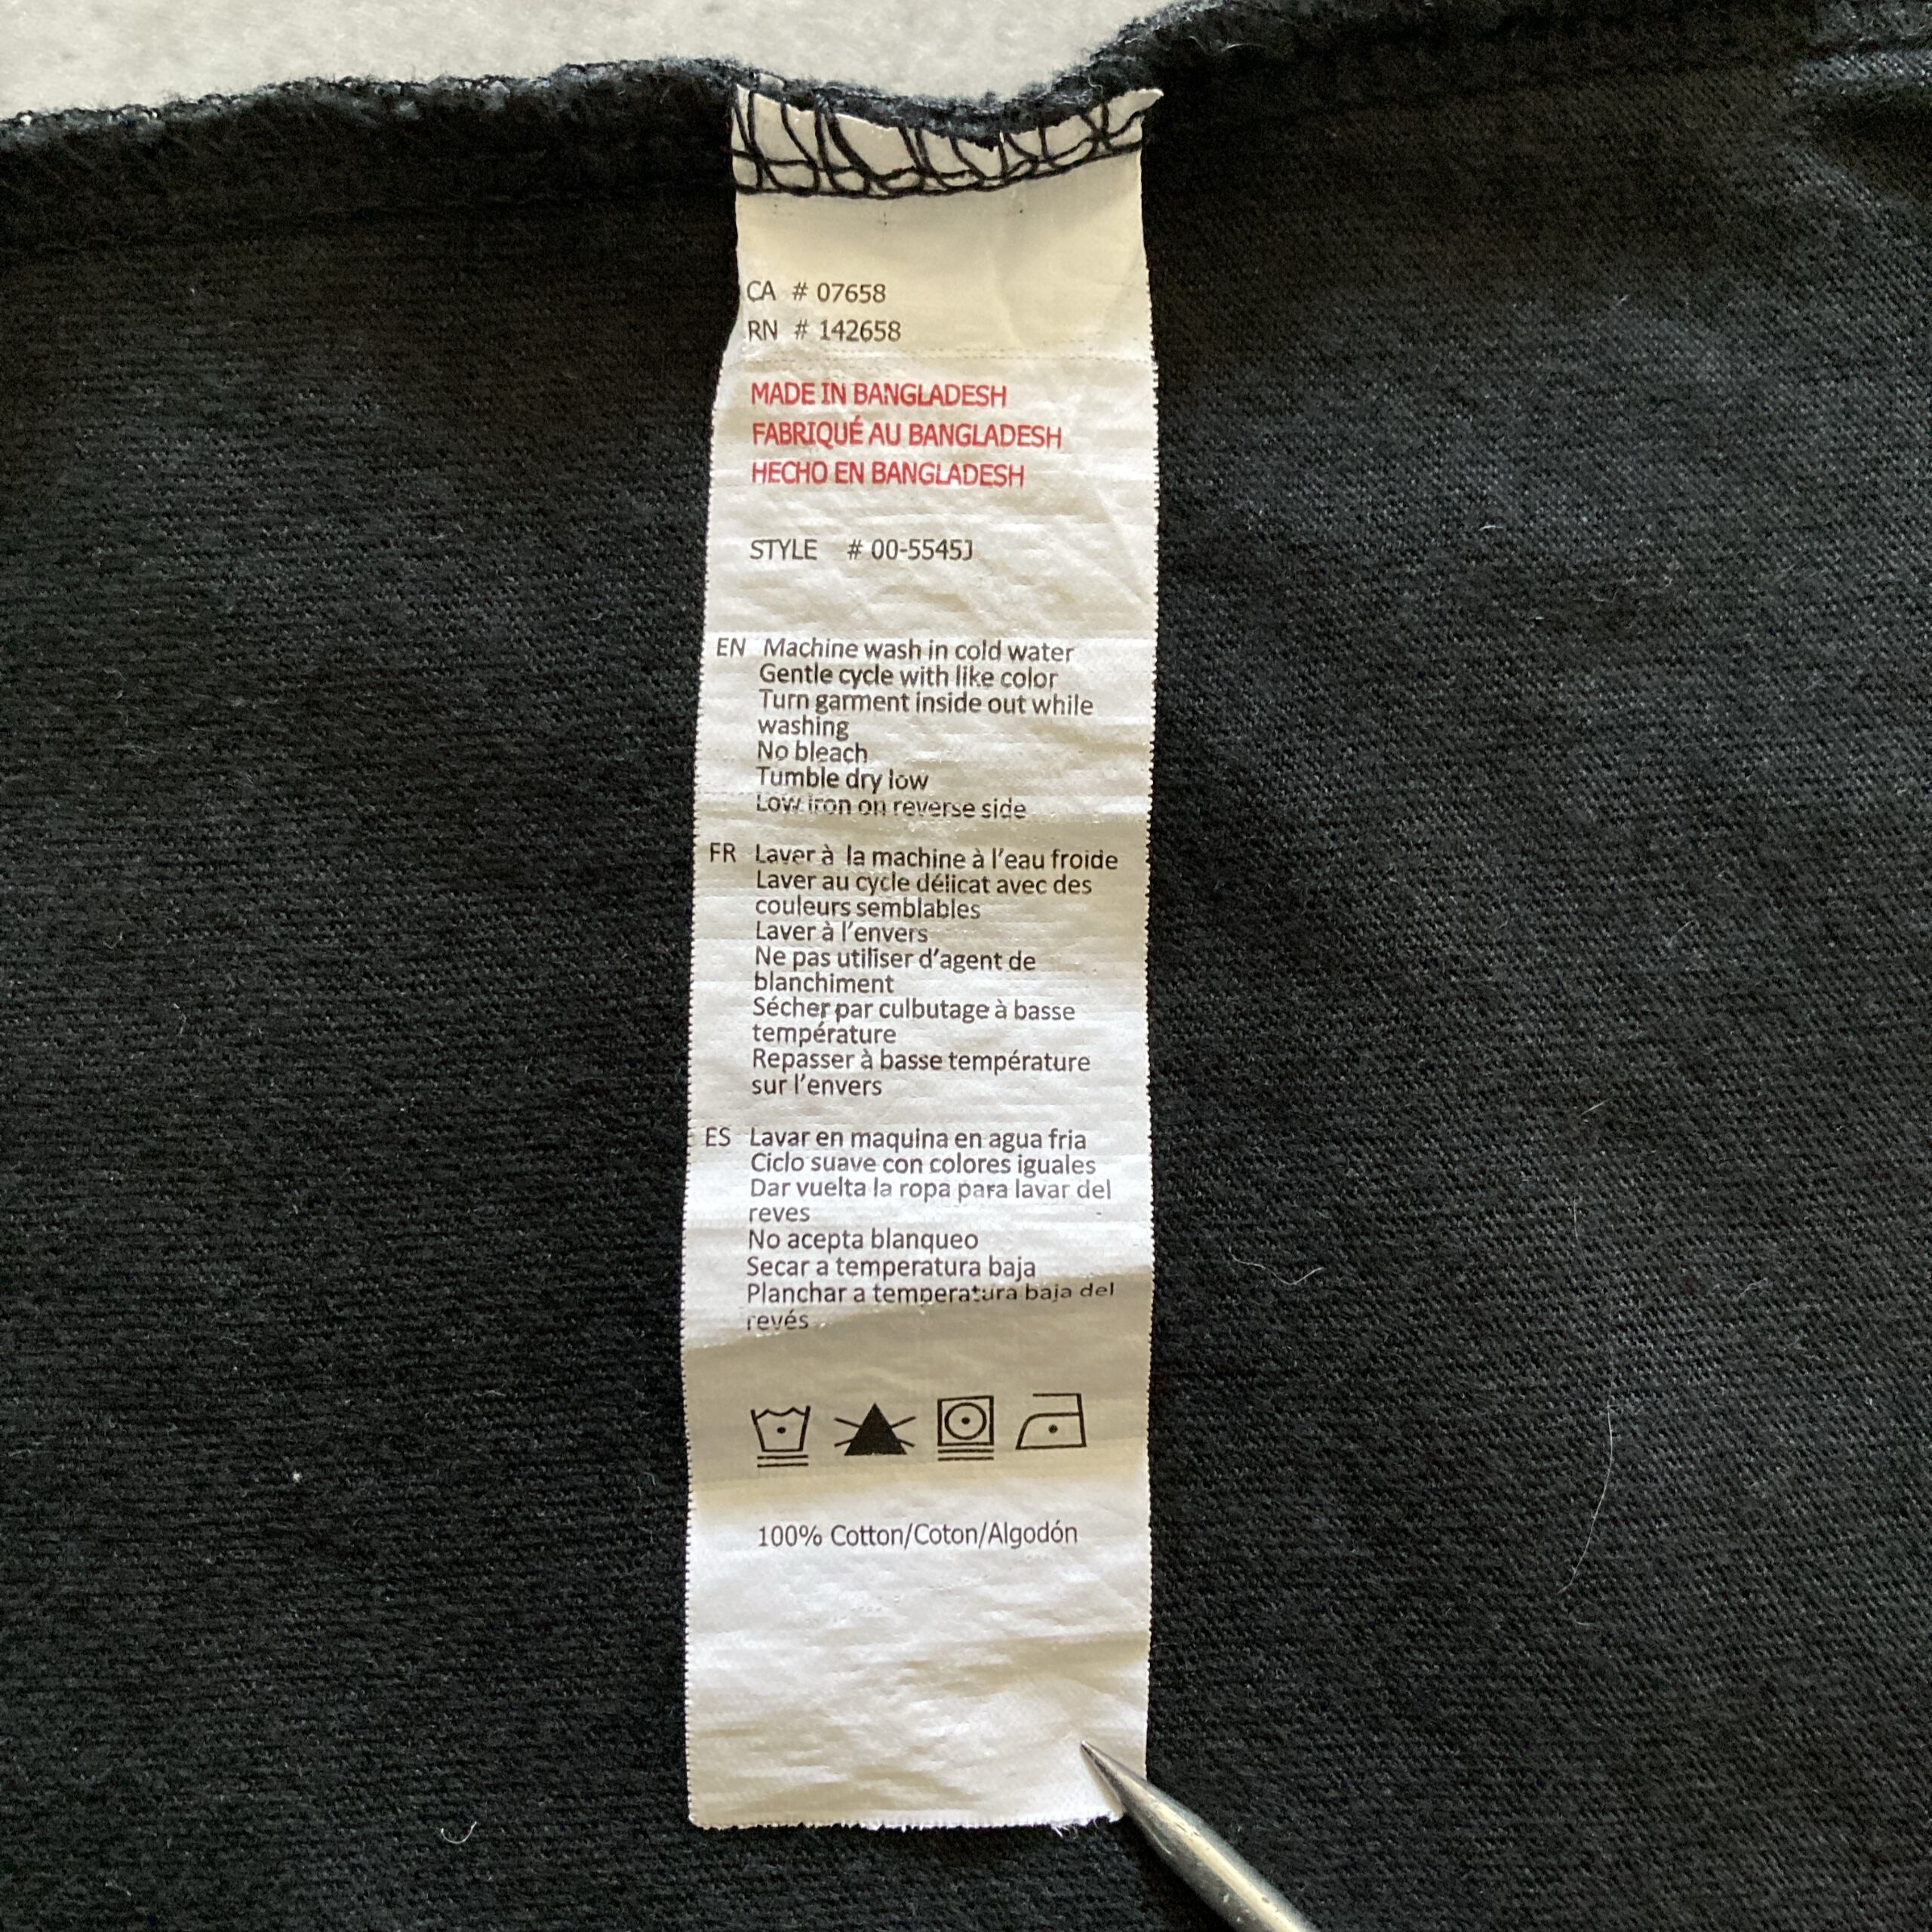 CA # 07658
RN # 142658
MADE IN BANGLADESH
FABRIQUÉ AU BANGLADESH
HECHO EN BANGLADESH
STYLE # 00-5545J
EN Machine wash in cold water
Gentle cycle with like color
Turn garment inside out while
washing
No bleach
Tumble dry low
Low iron on reverse side
FR Laver à la machine à l'eau froide
Laver au cycle délicat avec des
couleurs semblables
Laver à l'envers
Ne pas utiliser d'agent de
blanchiment
Sécher par culbutage à basse
température
Repasser à basse température
sur l'envers
ES Lavar en maquina en agua fria
Ciclo suave con colores iguales
Dar vuelta la ropa para lavar del
reves
No acepta blanqueo
Secar a temperatura baja
Planchar a temperatura baja del
revés
100% Cotton/Coton/Algodón